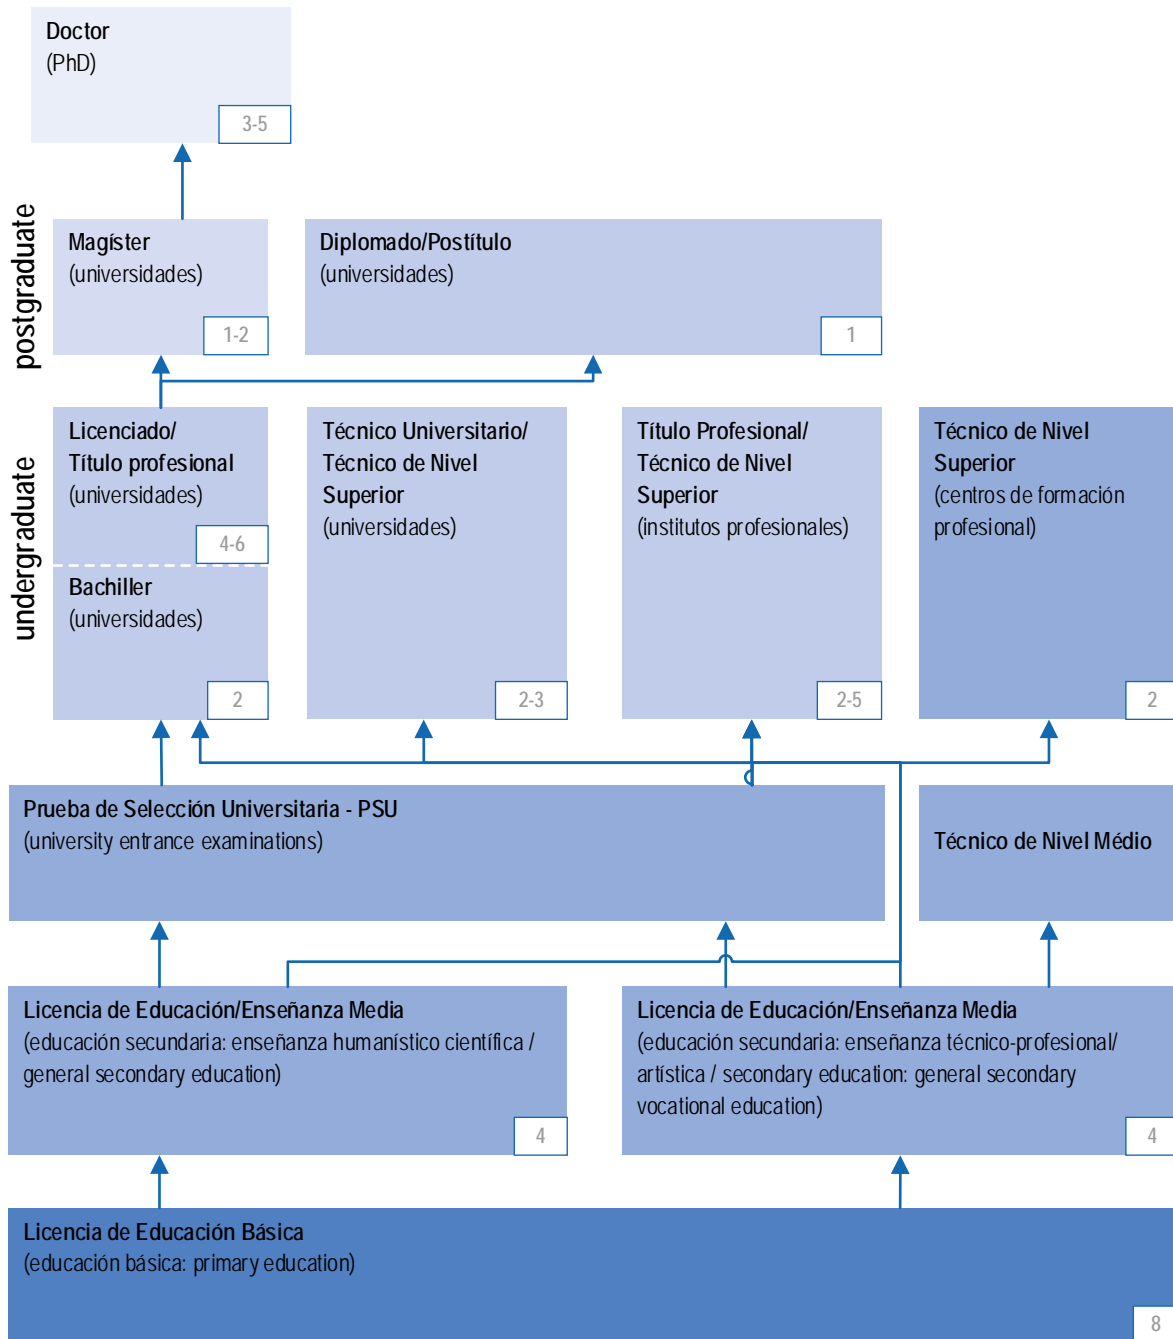 Doctor
(PhD)
3-5
postgraduate
Magíster
(universidades)
1-2
Diplomado/Postítulo
(universidades)
1
undergraduate
Licenciado/
Título profesional
(universidades)
4-6
Bachiller
(universidades)
2
Técnico Universitario/
Técnico de Nivel
Superior
(universidades)
2-3
Título Profesional/
Técnico de Nivel
Superior
(institutos profesionales)
2-5
Técnico de Nivel
Superior
(centros de formación
profesional)
2
Prueba de Selección Universitaria - PSU
(university entrance examinations)
Técnico de Nivel Médio
Licencia de Educación/Enseñanza Media
(educación secundaria: enseñanza humanístico científica /
general secondary education)
4
Licencia de Educación/Enseñanza Media
(educación secundaria: enseñanza técnico-profesional/
artística / secondary education: general secondary
vocational education)
4
Licencia de Educación Básica
(educación básica: primary education)
8